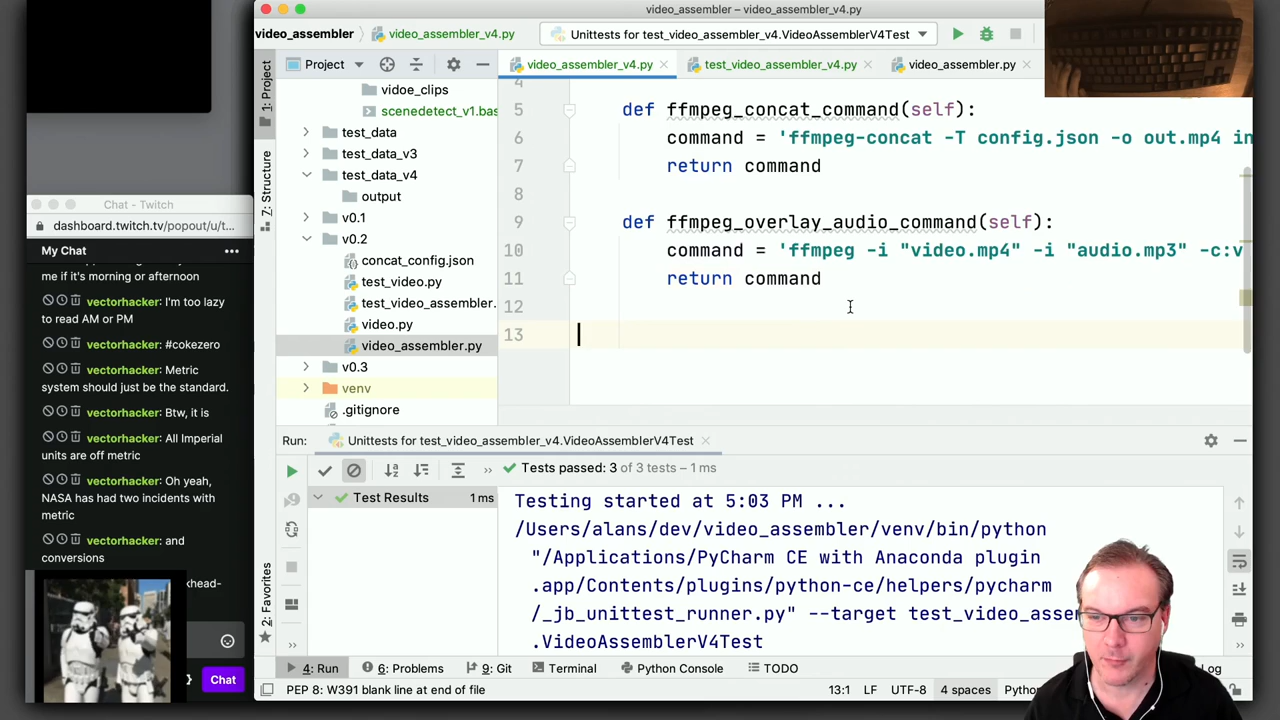 video_assembler – video_assembler_v4.py
video_assembler
video_assembler_v4.py
Unittests for test_video_assembler_v4.VideoAssemblerV4Test
1: Project
Project
video_assembler_v4.py
test_video_assembler_v4.py
video_assembler.py
vidoe_clips
scenedetect_v1.bas
test_data
test_data_v3
test_data_v4
output
v0.1
v0.2
concat_config.json
test_video.py
test_video_assembler.
video.py
video_assembler.py
v0.3
venv
.gitignore
7: Structure
2: Favorites
4
5 def ffmpeg_concat_command(self):
6 command = 'ffmpeg-concat -T config.json -o out.mp4 in
7 return command
8
9 def ffmpeg_overlay_audio_command(self):
10 command = 'ffmpeg -i "video.mp4" -i "audio.mp3" -c:v
11 return command
12
13
Chat - Twitch
dashboard.twitch.tv/popout/u/t...
My Chat
me if it's morning or afternoon
vectorhacker: I'm too lazy
to read AM or PM
vectorhacker: #cokezero
vectorhacker: Metric
system should just be the standard.
vectorhacker: Btw, it is
vectorhacker: All Imperial
units are off metric
vectorhacker: Oh yeah,
NASA has had two incidents with
metric
vectorhacker: and
conversions
khead-
Chat
Run:
Unittests for test_video_assembler_v4.VideoAssemblerV4Test
Tests passed: 3 of 3 tests – 1 ms
Test Results 1 ms
Testing started at 5:03 PM ...
/Users/alans/dev/video_assembler/venv/bin/python
"/Applications/PyCharm CE with Anaconda plugin
.app/Contents/plugins/python-ce/helpers/pycharm
/_jb_unittest_runner.py" --target test_video_assem
.VideoAssemblerV4Test
4: Run
6: Problems
9: Git
Terminal
Python Console
TODO
Log
PEP 8: W391 blank line at end of file
13:1 LF UTF-8 4 spaces Pytho